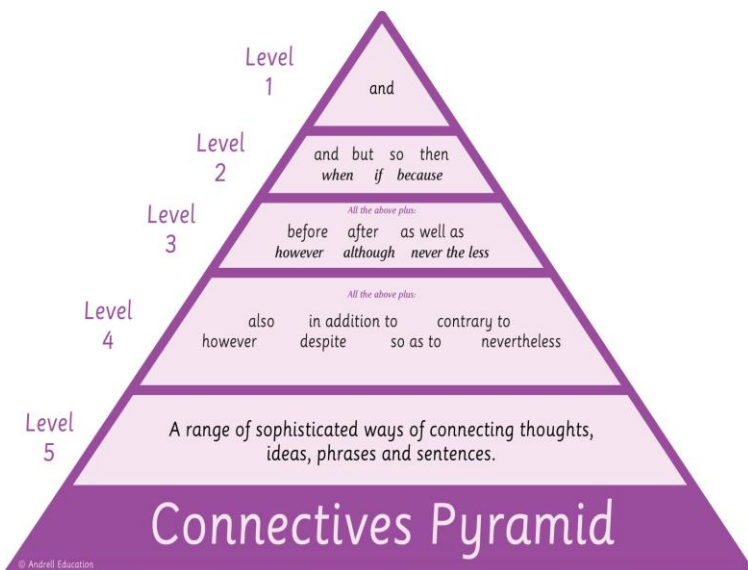 Level
1
and
Level
2
and but so then
when if because
Level
3
All the above plus:
before after as well as
however although never the less
Level
4
All the above plus:
also in addition to contrary to
however despite so as to nevertheless
Level
5
A range of sophisticated ways of connecting thoughts,
ideas, phrases and sentences.
Connectives Pyramid
© Andrell Education